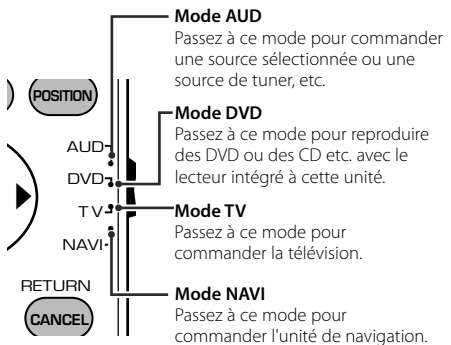 Mode AUD
Passez à ce mode pour commander
une source sélectionnée ou une
source de tuner, etc.
Mode DVD
Passez à ce mode pour reproduire
des DVD ou des CD etc. avec le
lecteur intégré à cette unité.
Mode TV
Passez à ce mode pour
commander la télévision.
Mode NAVI
Passez à ce mode pour
commander l'unité de navigation.
POSITION
AUD
DVD
TV
NAVI
RETURN
CANCEL